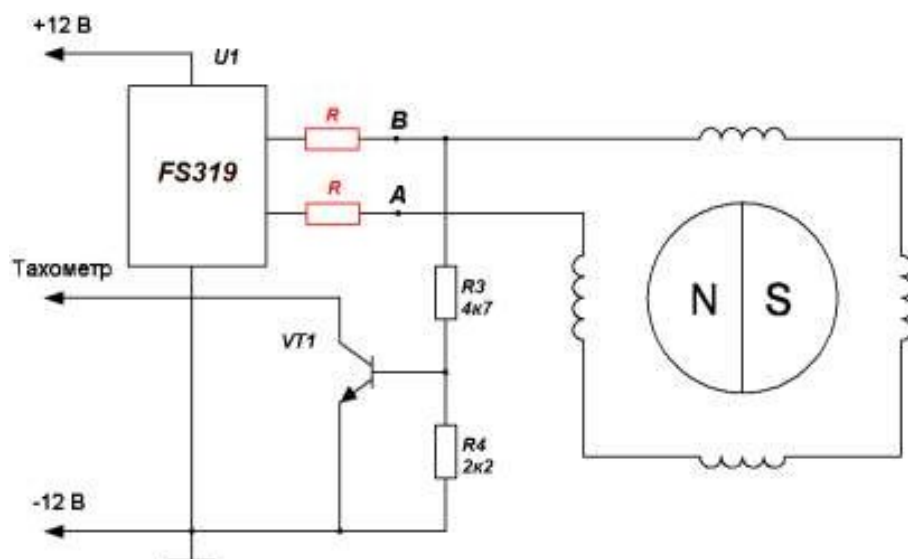 +12 В
U1
R
B
FS319
R
A
Тахометр
N S
R3
4к7
VT1
R4
2к2
-12 В